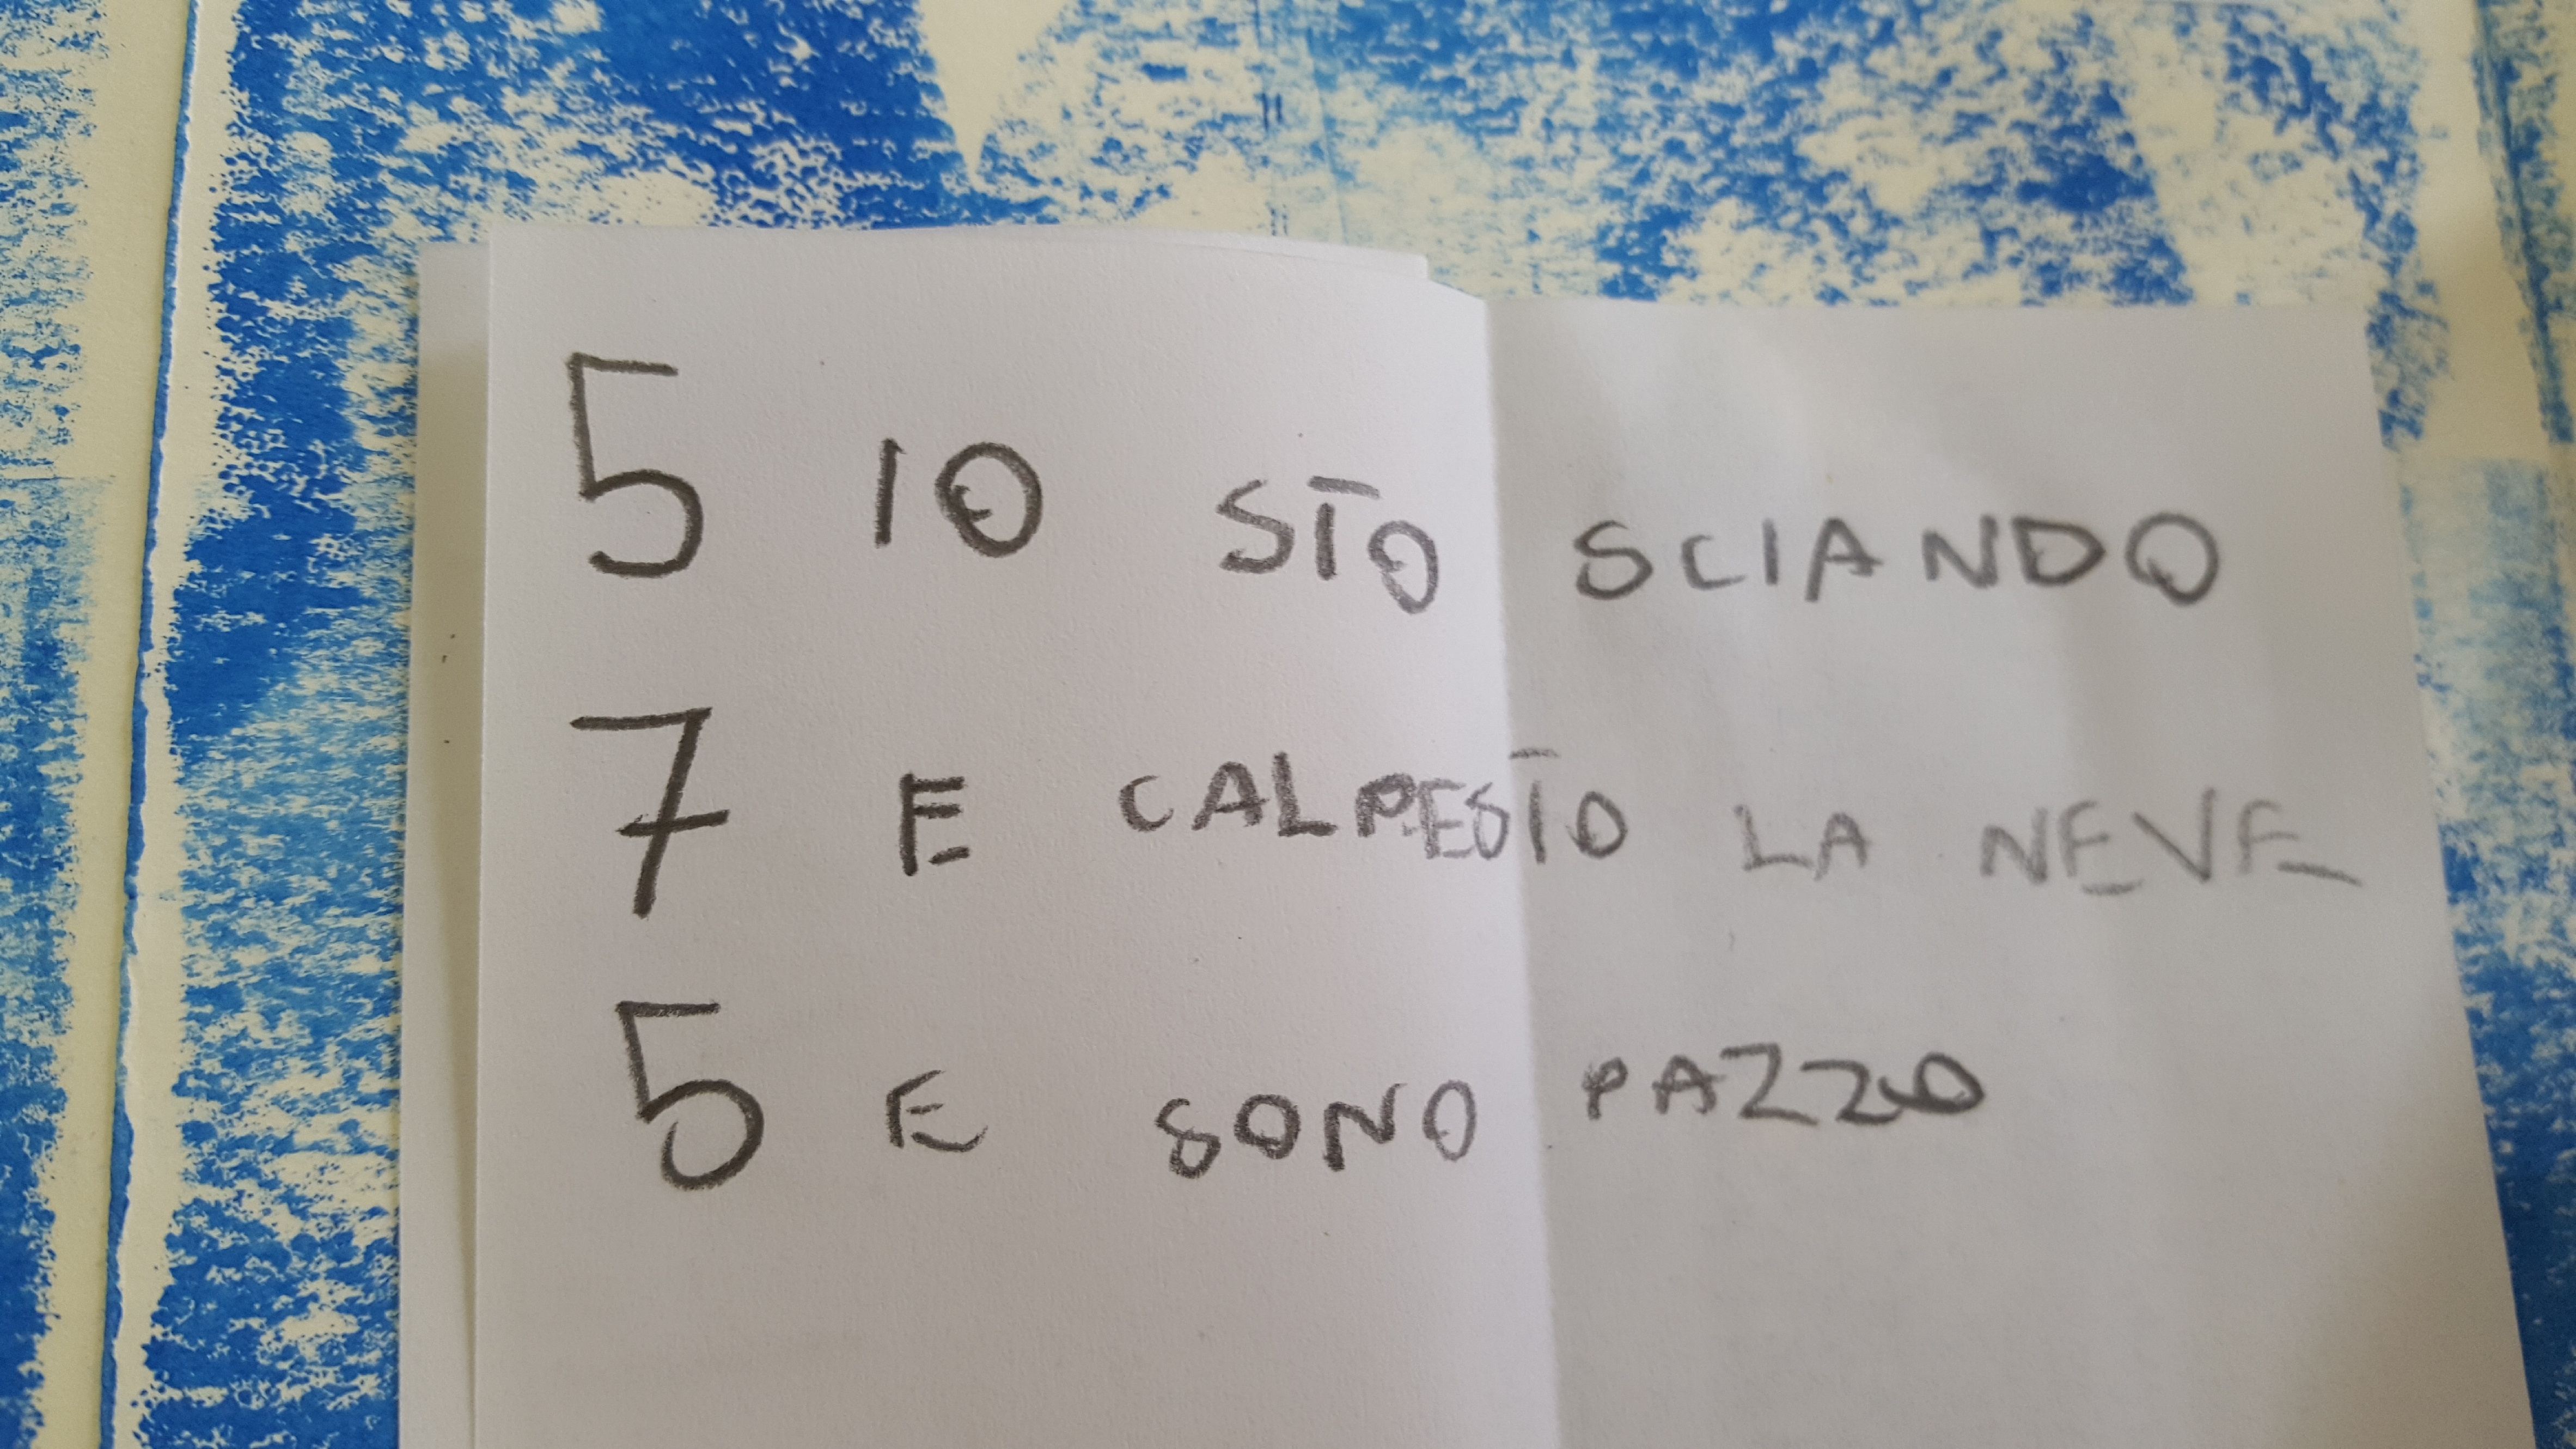 5 IO STO SCIANDO
7 E CALPESTO LA NEVE
5 E SONO PAZZO